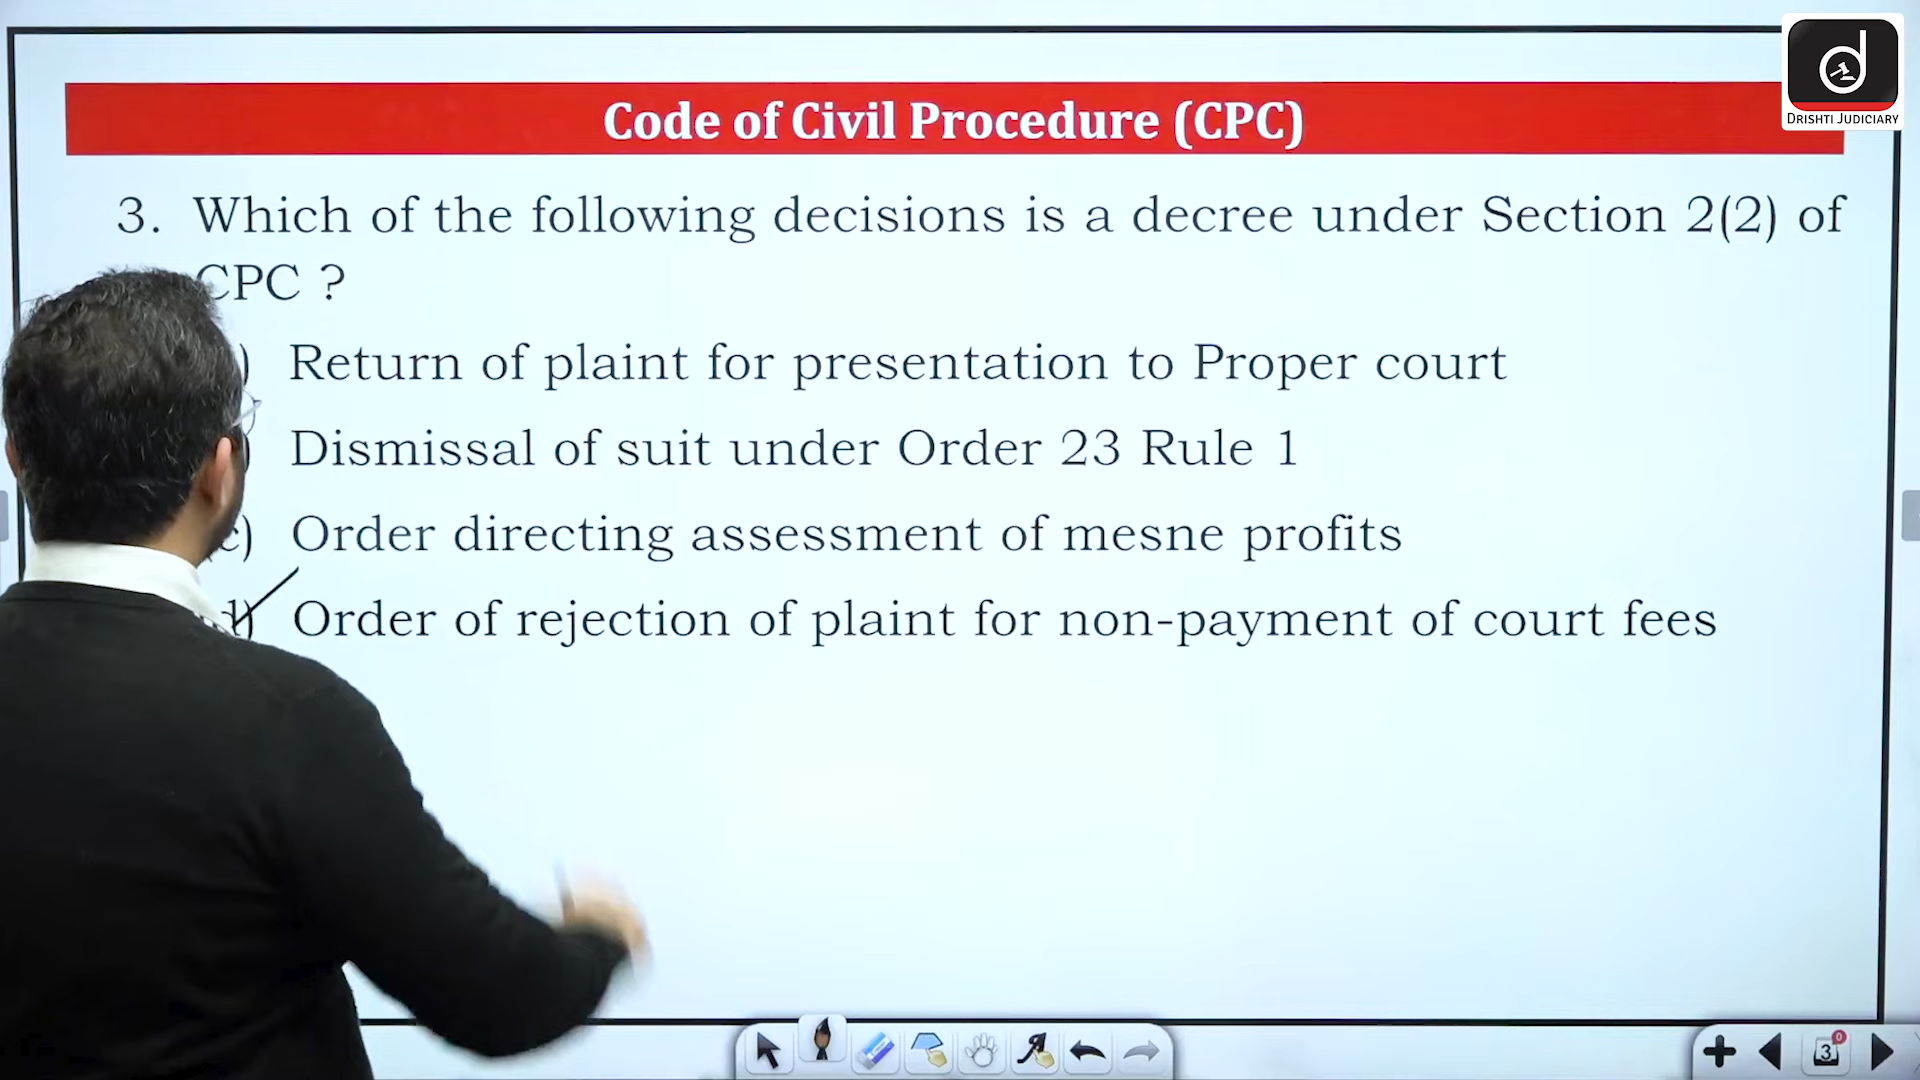 DRISHTI JUDICIARY
Code of Civil Procedure (CPC)
3. Which of the following decisions is a decree under Section 2(2) of
CPC ?
) Return of plaint for presentation to Proper court
) Dismissal of suit under Order 23 Rule 1
c) Order directing assessment of mesne profits
d) Order of rejection of plaint for non-payment of court fees
3
0